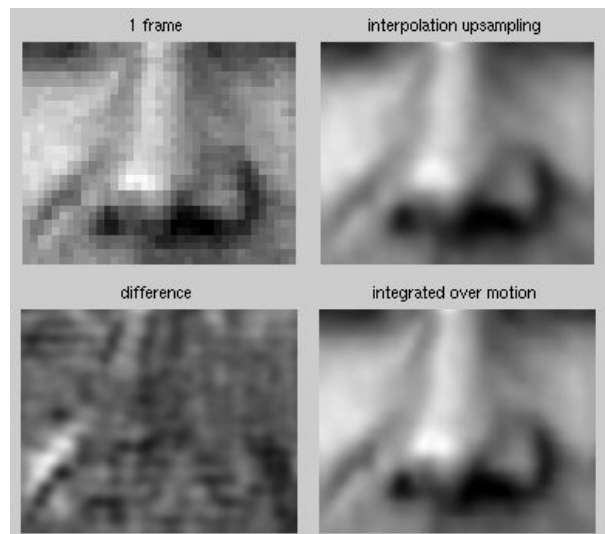 1 frame
interpolation upsampling
difference
integrated over motion